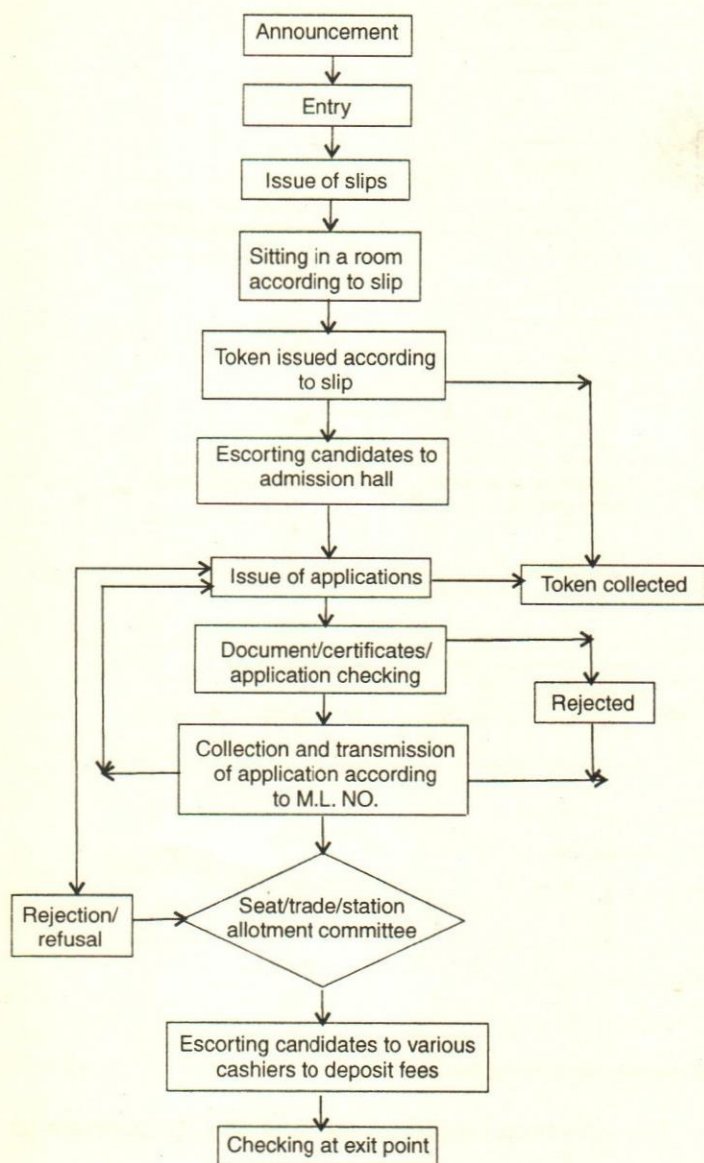 Announcement
Entry
Issue of slips
Sitting in a room
according to slip
Token issued according
to slip
Escorting candidates to
admission hall
Issue of applications
Token collected
Document/certificates/
application checking
Rejected
Collection and transmission
of application according
to M.L. NO.
Seat/trade/station
allotment committee
Rejection/
refusal
Escorting candidates to various
cashiers to deposit fees
Checking at exit point